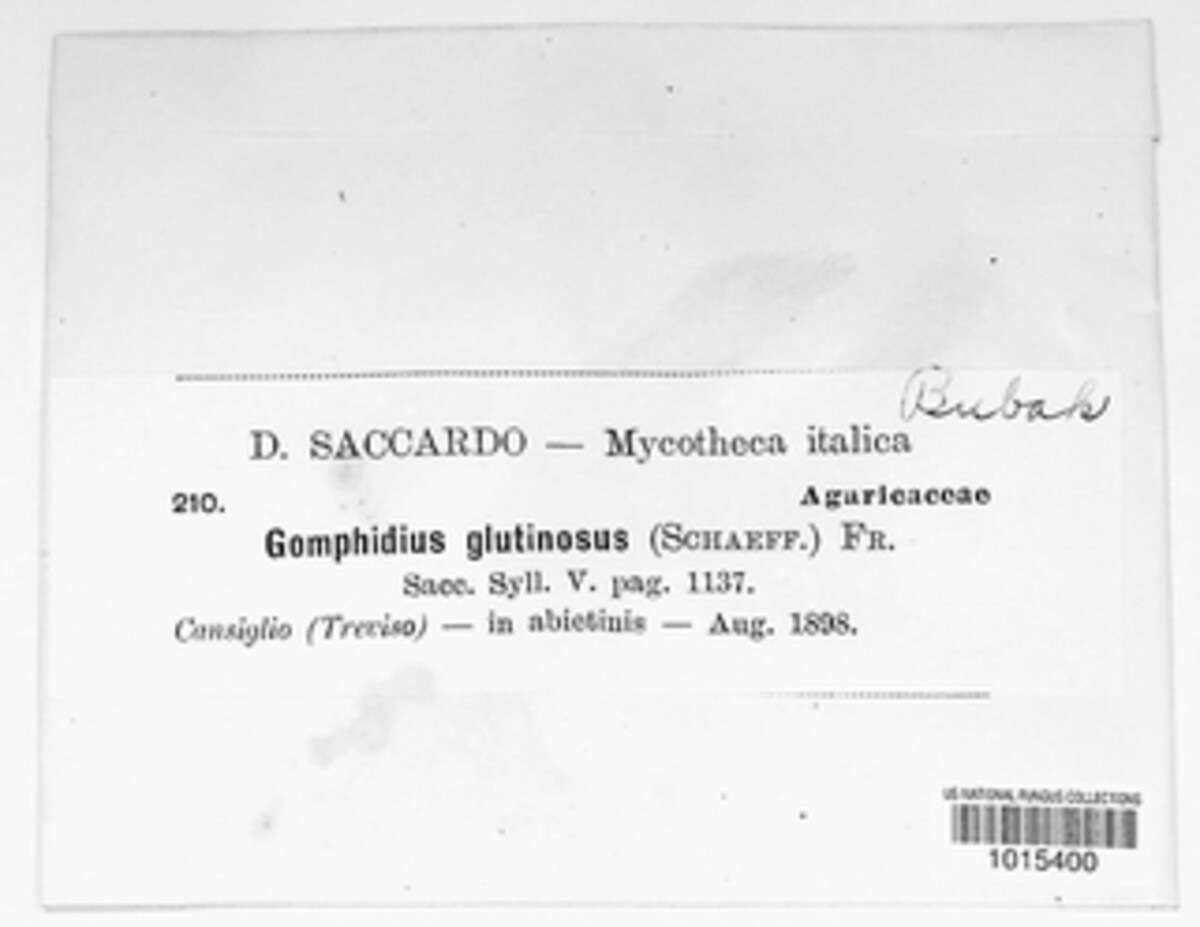 Bubak
D. SACCARDO — Mycotheca italica
210. Agaricaceae
Gomphidius glutinosus (SCHAEFF.) FR.
Sacc. Syll. V. pag. 1137.
Cansiglio (Treviso) — in abietinis — Aug. 1898.
US NATIONAL FUNGUS COLLECTIONS
1015400